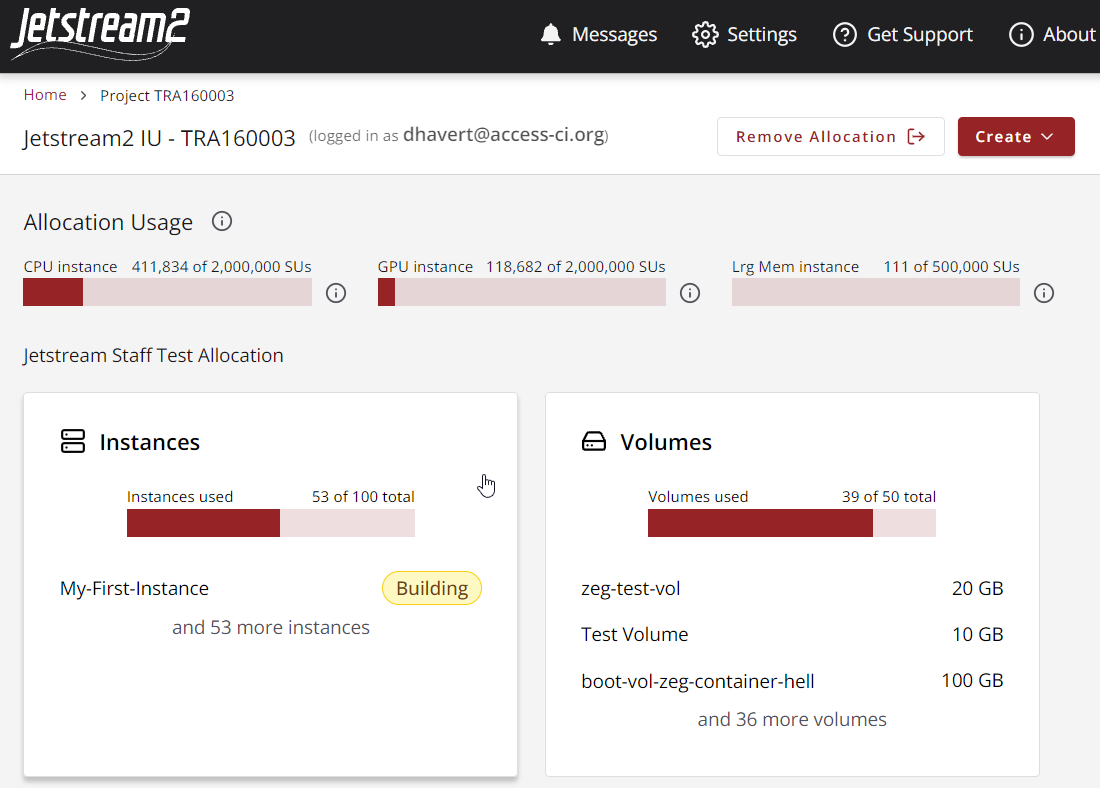 Jetstream2
Messages Settings Get Support About
Home > Project TRA160003
Jetstream2 IU - TRA160003 (logged in as dhavert@access-ci.org)
Remove Allocation Create
Allocation Usage
CPU instance 411,834 of 2,000,000 SUs
GPU instance 118,682 of 2,000,000 SUs
Lrg Mem instance 111 of 500,000 SUs
Jetstream Staff Test Allocation
Instances
Instances used 53 of 100 total
My-First-Instance Building
and 53 more instances
Volumes
Volumes used 39 of 50 total
zeg-test-vol 20 GB
Test Volume 10 GB
boot-vol-zeg-container-hell 100 GB
and 36 more volumes